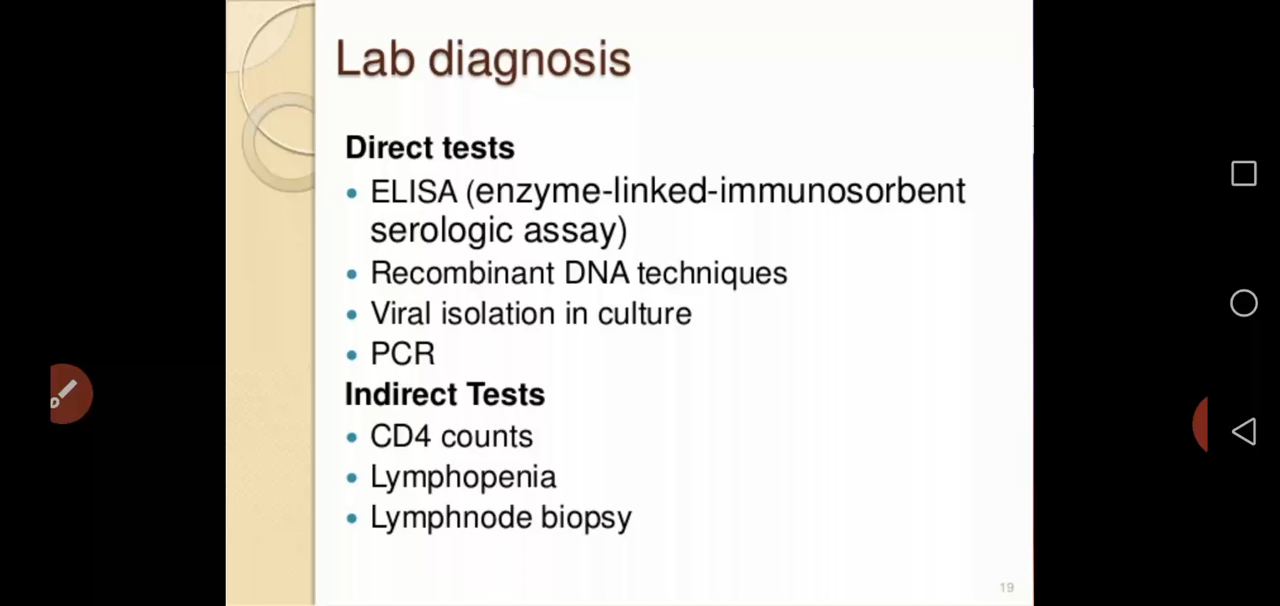 Lab diagnosis
Direct tests
• ELISA (enzyme-linked-immunosorbent
serologic assay)
• Recombinant DNA techniques
• Viral isolation in culture
• PCR
Indirect Tests
• CD4 counts
• Lymphopenia
• Lymphnode biopsy
19